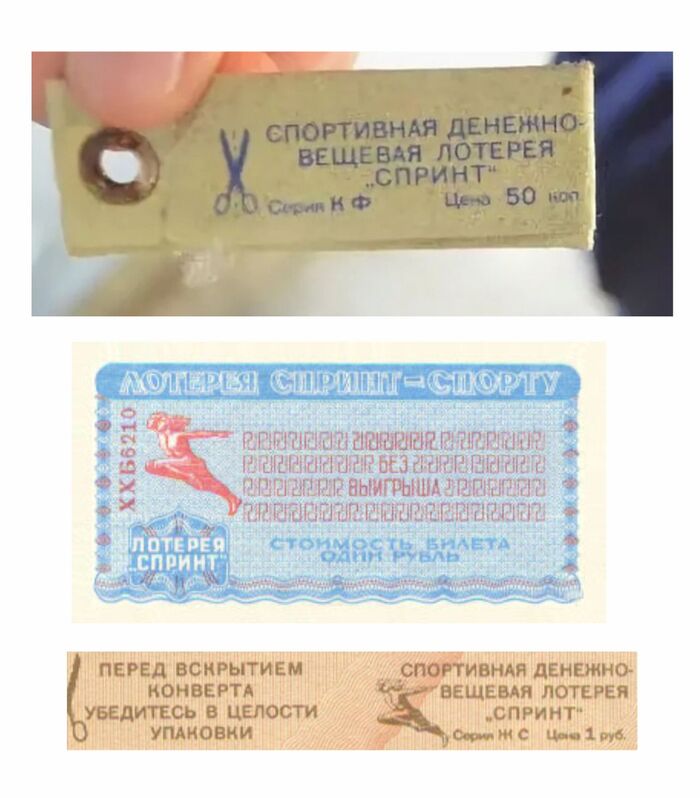 СПОРТИВНАЯ ДЕНЕЖНО-
ВЕЩЕВАЯ ЛОТЕРЕЯ
„СПРИНТ“
Серия К Ф Цена 50 коп.
ЛОТЕРЕЯ СПРИНТ-СПОРТУ
ХХБ6210
БЕЗ
ВЫИГРЫША
ЛОТЕРЕЯ
„СПРИНТ“
СТОИМОСТЬ БИЛЕТА
ОДИН РУБЛЬ
ПЕРЕД ВСКРЫТИЕМ
КОНВЕРТА
УБЕДИТЕСЬ В ЦЕЛОСТИ
УПАКОВКИ
СПОРТИВНАЯ ДЕНЕЖНО-
ВЕЩЕВАЯ ЛОТЕРЕЯ
„СПРИНТ“
Серия Ж С Цена 1 руб.